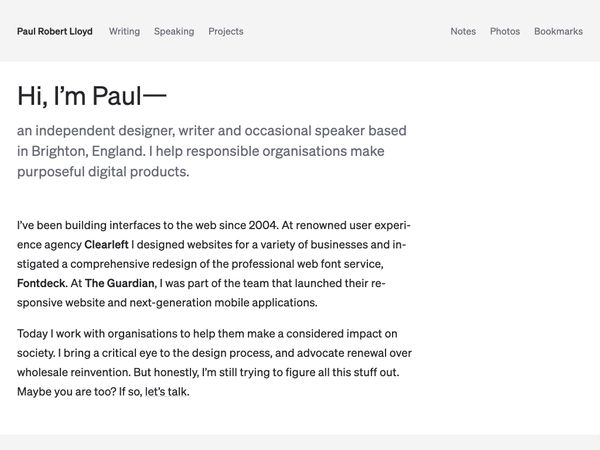 Paul Robert Lloyd Writing Speaking Projects Notes Photos Bookmarks
Hi, I’m Paul—
an independent designer, writer and occasional speaker based
in Brighton, England. I help responsible organisations make
purposeful digital products.
I’ve been building interfaces to the web since 2004. At renowned user experi-
ence agency Clearleft I designed websites for a variety of businesses and in-
stigated a comprehensive redesign of the professional web font service,
Fontdeck. At The Guardian, I was part of the team that launched their re-
sponsive website and next-generation mobile applications.
Today I work with organisations to help them make a considered impact on
society. I bring a critical eye to the design process, and advocate renewal over
wholesale reinvention. But honestly, I’m still trying to figure all this stuff out.
Maybe you are too? If so, let’s talk.